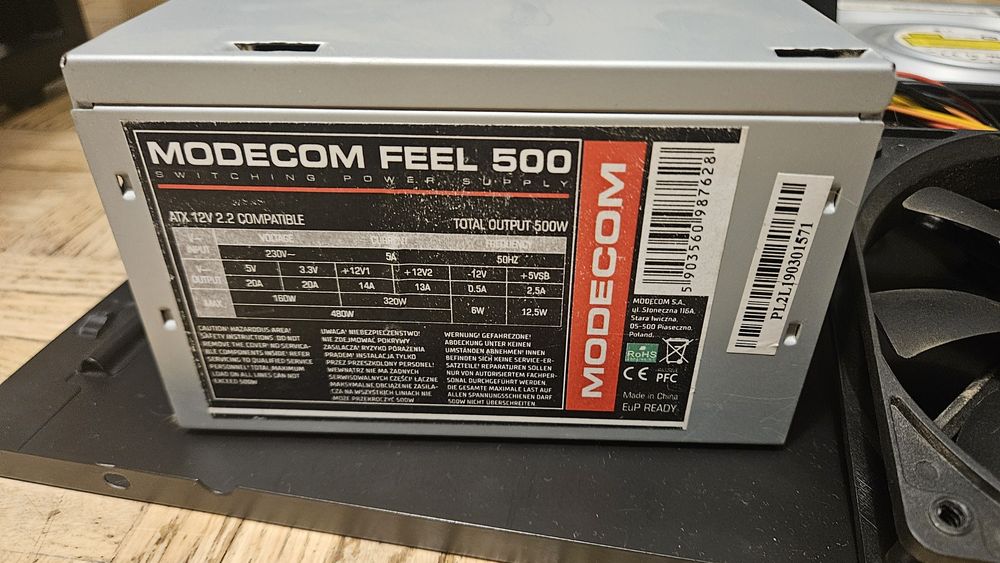 MODECOM FEEL 500
SWITCHING POWER SUPPLY
ATX 12V 2.2 COMPATIBLE
TOTAL OUTPUT 500W
VOLTAGE CURRENT FREQUENCY
INPUT 230V~ 5A 50HZ
OUTPUT 5V 3.3V +12V1 +12V2 -12V +5VSB
20A 20A 14A 13A 0.5A 2,5A
MAX. 160W 320W 6W 12,5W
480W
CAUTION! HAZARDOUS AREA!
SAFETY INSTRUCTIONS: DO NOT
REMOVE THE COVER; NO SERVICA-
BLE COMPONENTS INSIDE! REFER
SERVICING TO QUALIFIED SERVICE
PERSONNEL! TOTAL MAXIMUM
LOAD ON ALL LINES CAN NOT
EXCEED 500W
UWAGA! NIEBEZPIECZEŃSTWO!
NIE ZDEJMOWAĆ POKRYWY
ZASILACZA! RYZYKO PORAŻENIA
PRĄDEM! INSTALACJA TYLKO
PRZEZ PRZESZKOLONY PERSONEL!
WEWNĄTRZ NIE MA ŻADNYCH
SERWISOWALNYCH CZĘŚCI! ŁĄCZNE
MAKSYMALNE OBCIĄŻENIE ZASILA-
CZA NA WSZYSTKICH LINIACH NIE
MOŻE PRZEKROCZYĆ 500W
WERNUNG! GEFAHRENZONE!
ABDECKUNG UNTER KEINEN
UMSTÄNDEN ABNEHMEN! INNEN
BEFINDEN SICH KEINE SERVICE-ER-
SATZTEILE! REPARATUREN SOLLEN
NUR VON AUTORISIERTEM FACHPER-
SONAL DURCHGEFÜHRT WERDEN.
DIE GESAMTE MAXIMALE LAST AUF
ALLEN SPANNUNGSSCHIENEN DARF
500W NICHT ÜBERSCHREITEN.
MODECOM
5 903560 987628
MODECOM S.A.,
ul. Słoneczna 116A,
Stara Iwiczna,
05-500 Piaseczno,
Poland.
RoHS
CE PFC
Made in China
EuP READY
P1.2L190301571